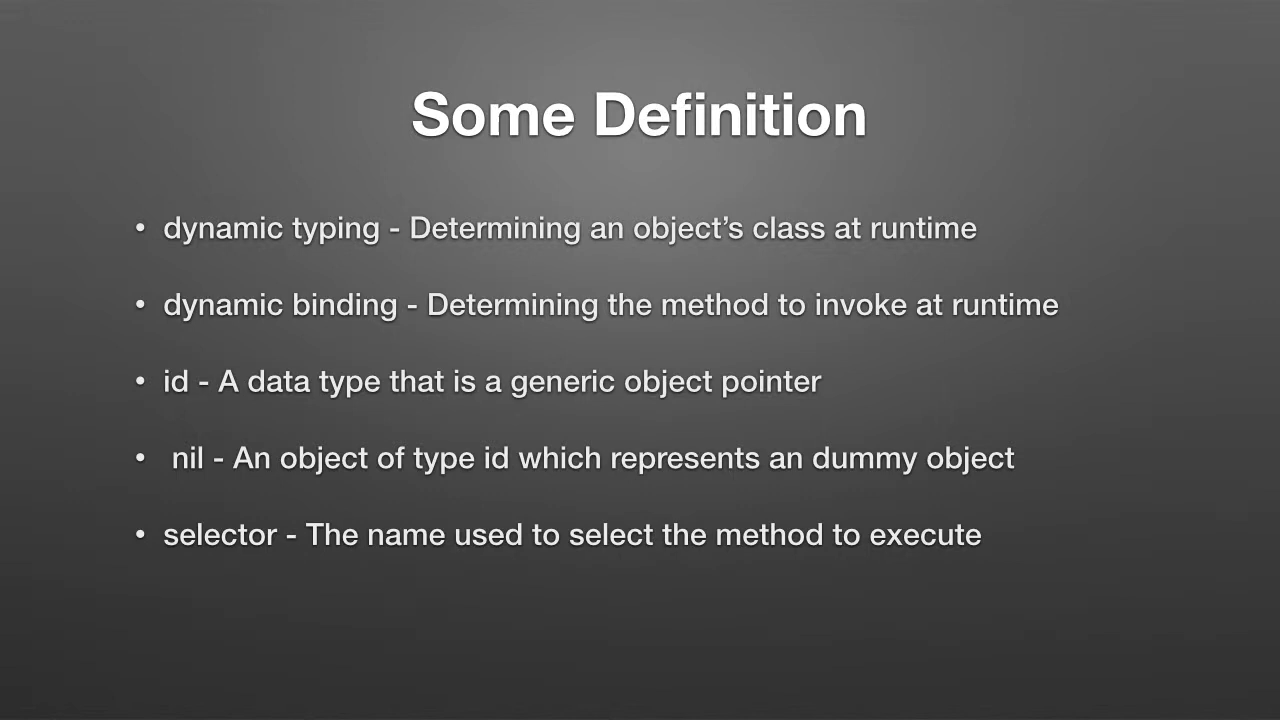 Some Definition
• dynamic typing - Determining an object’s class at runtime
• dynamic binding - Determining the method to invoke at runtime
• id - A data type that is a generic object pointer
• nil - An object of type id which represents an dummy object
• selector - The name used to select the method to execute